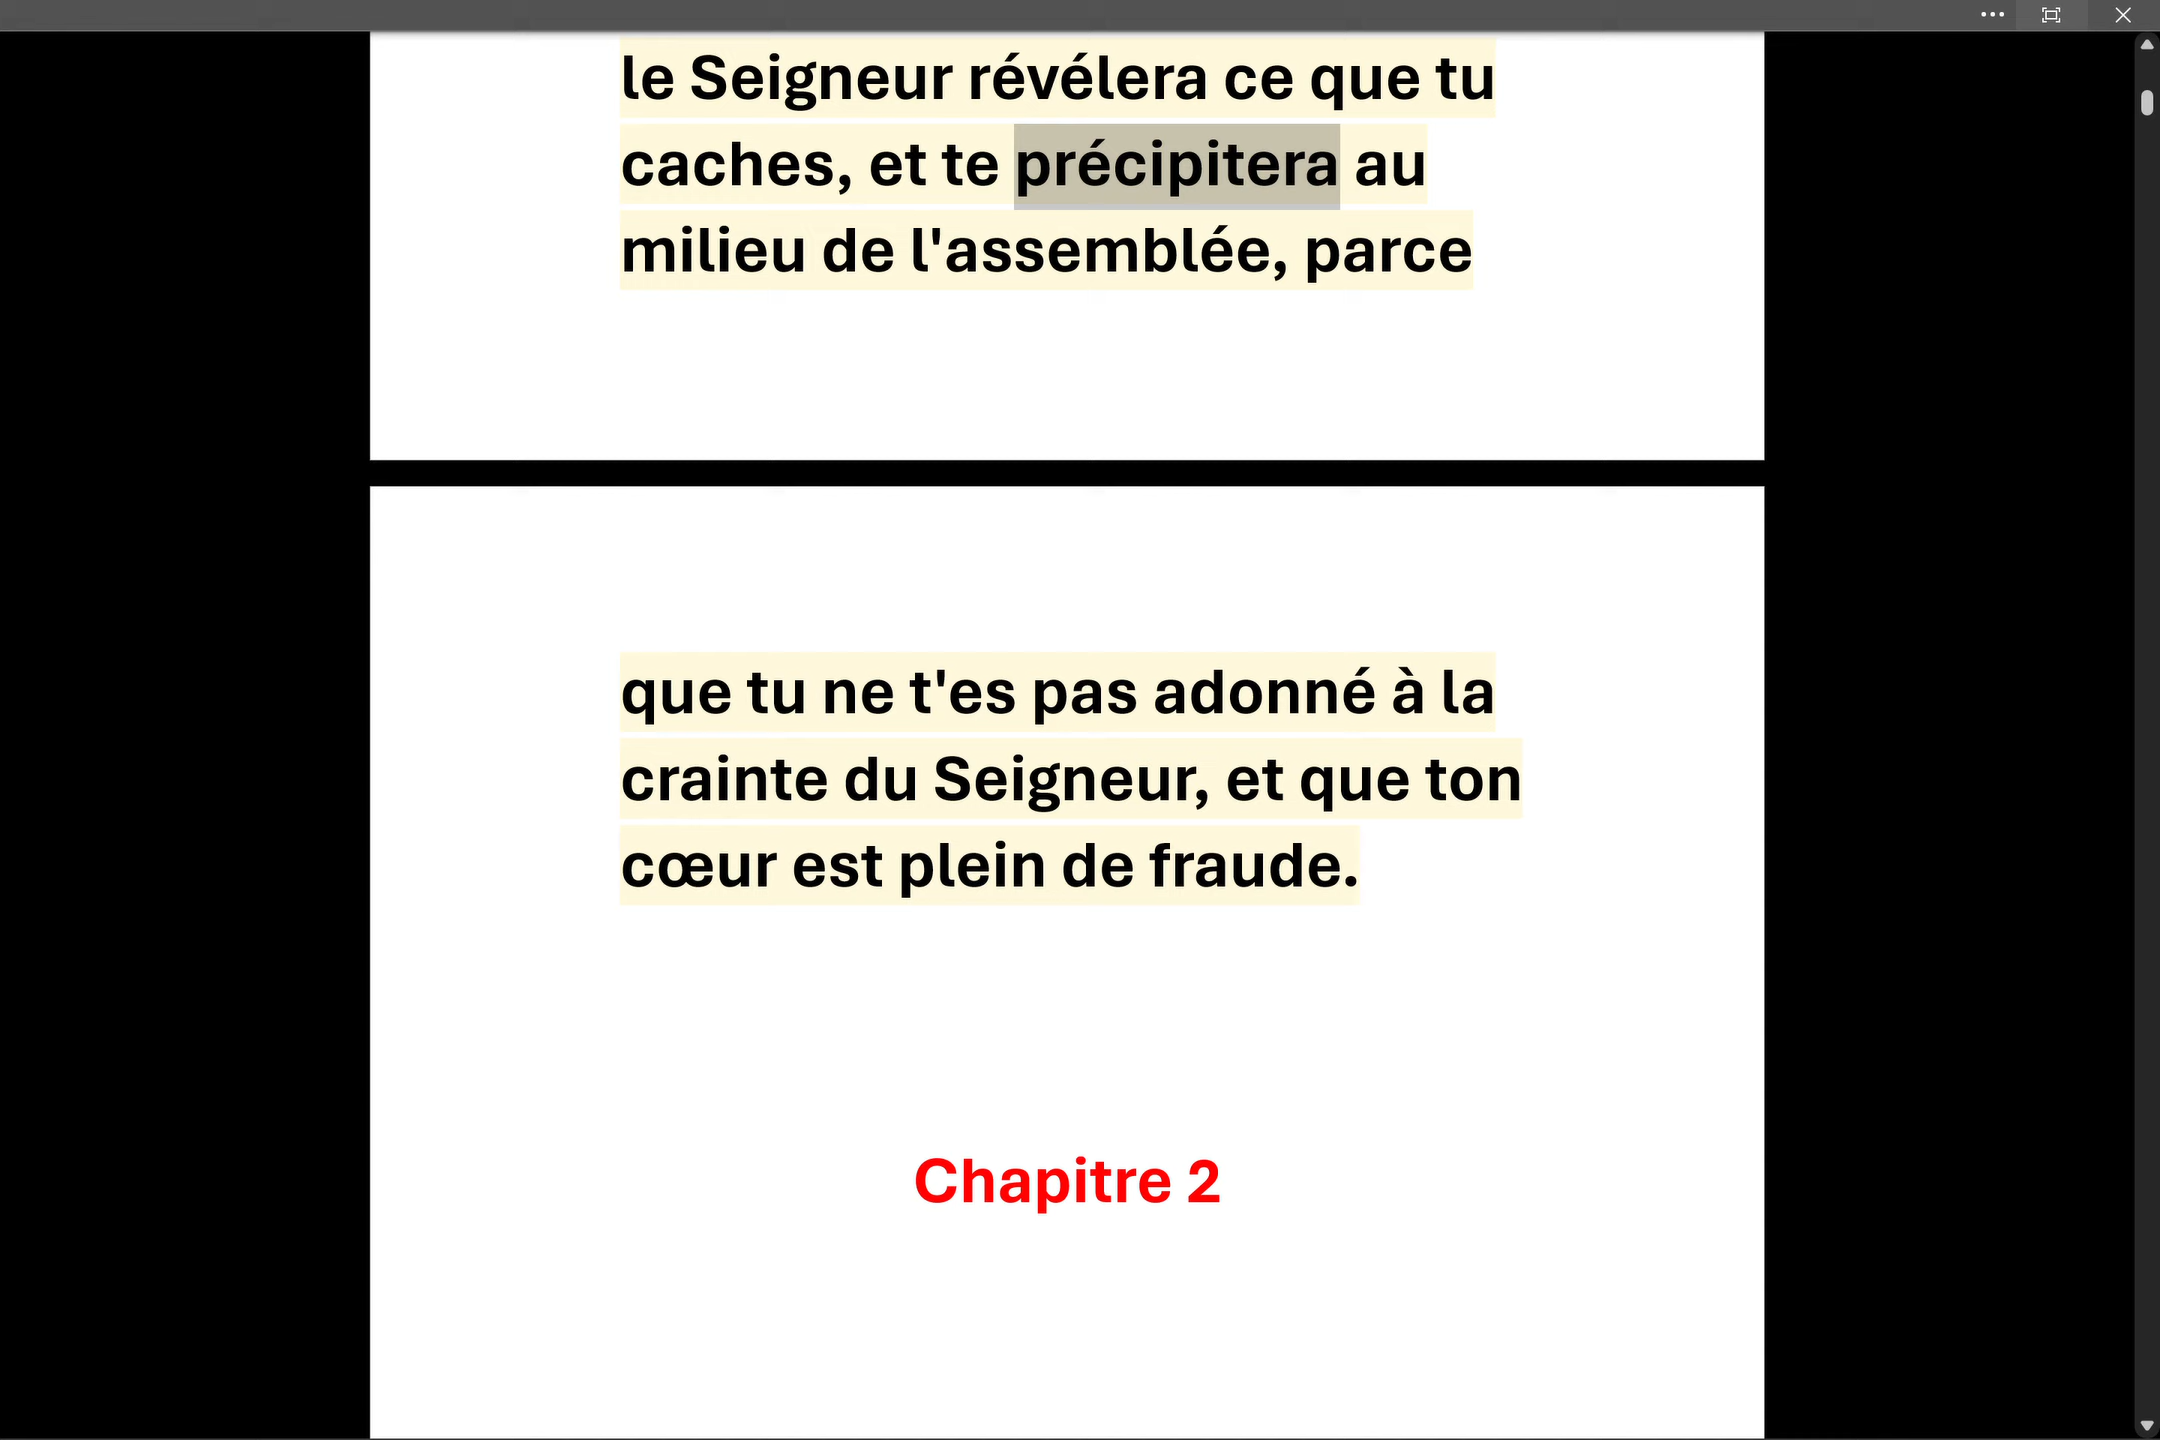 le Seigneur révélera ce que tu
caches, et te précipitera au
milieu de l'assemblée, parce
que tu ne t'es pas adonné à la
crainte du Seigneur, et que ton
cœur est plein de fraude.
Chapitre 2